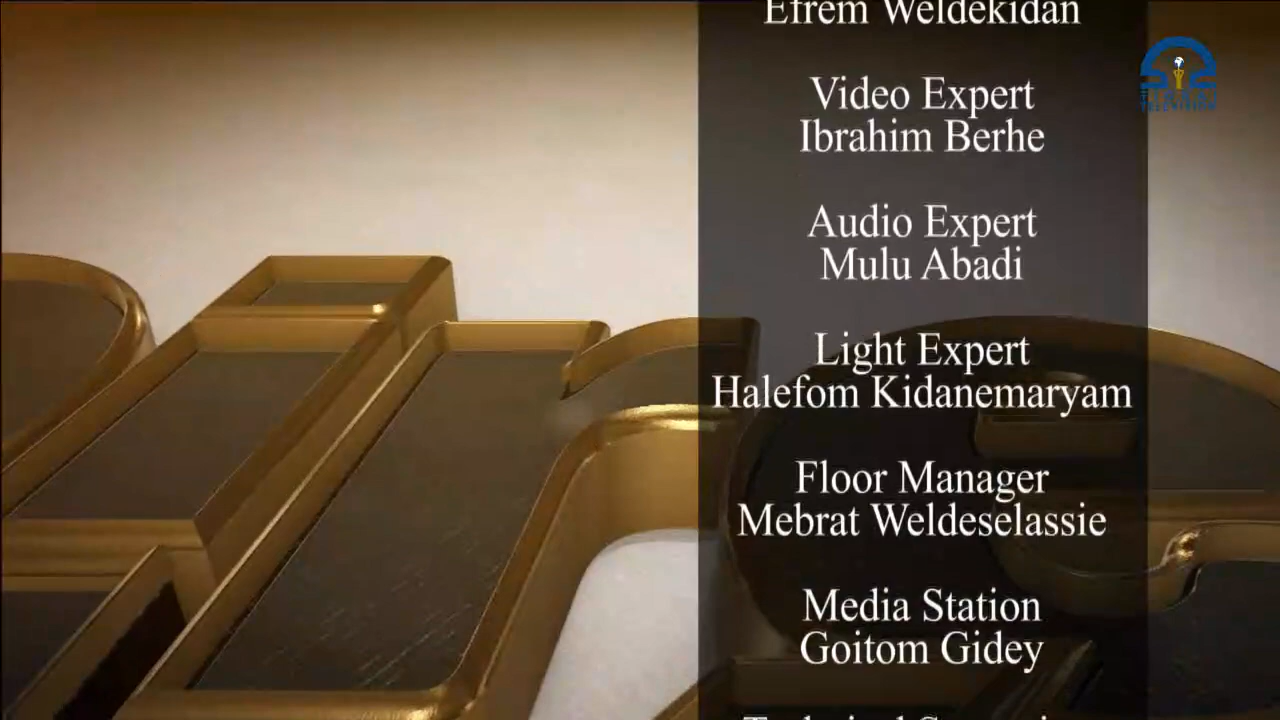 Efrem Weldekidan
Video Expert
Ibrahim Berhe
Audio Expert
Mulu Abadi
Light Expert
Halefom Kidanemaryam
Floor Manager
Mebrat Weldeselassie
Media Station
Goitom Gidey
TELEVISION